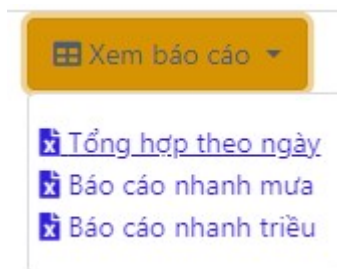 Xem báo cáo
Tổng hợp theo ngày
Báo cáo nhanh mưa
Báo cáo nhanh triều